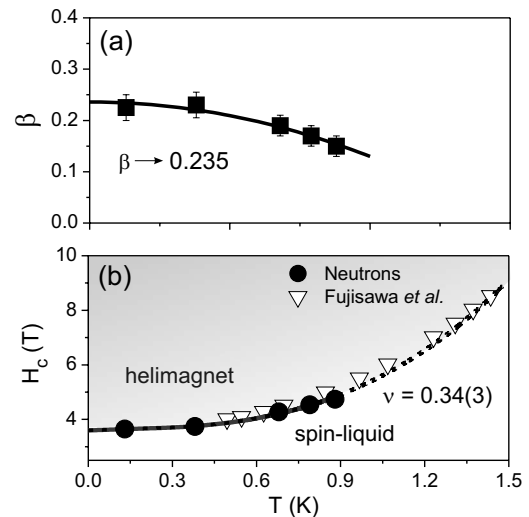 (a)
0.4
0.3
0.2
0.1
0.0
β
β → 0.235
(b)
10
8
6
4
2
H_c (T)
Neutrons
Fujisawa et al.
helimagnet
ν = 0.34(3)
spin-liquid
0.0 0.3 0.6 0.9 1.2 1.5
T (K)